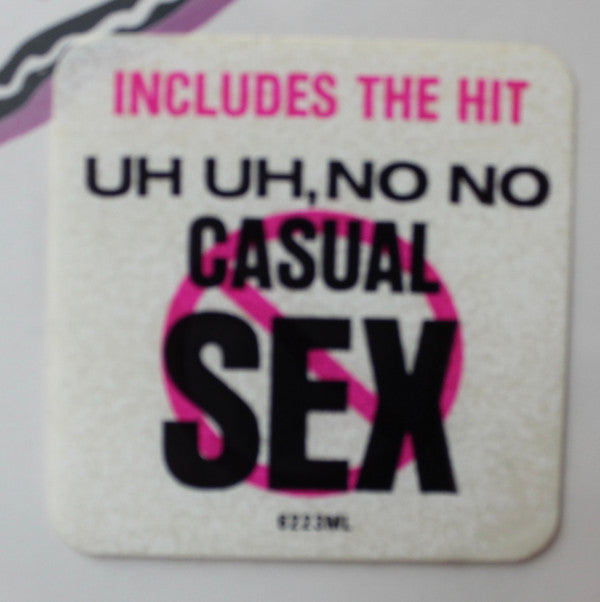 INCLUDES THE HIT
UH UH, NO NO
CASUAL
SEX
6223ML